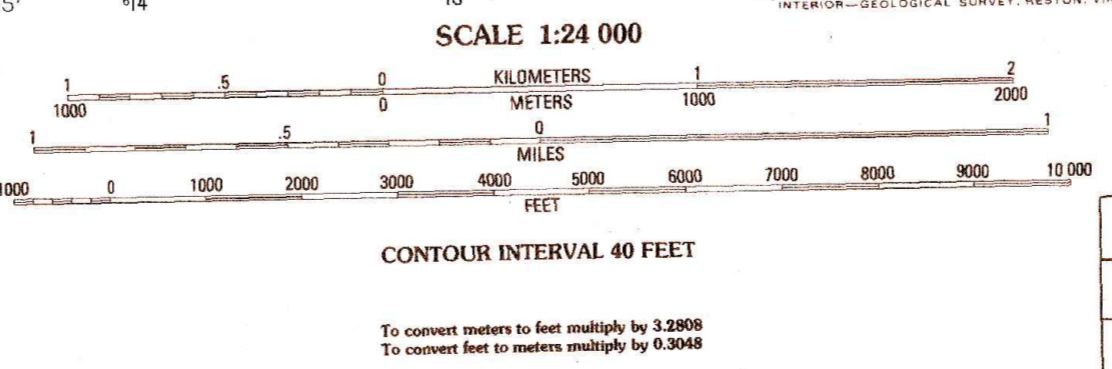 5' ⁶14
INTERIOR—GEOLOGICAL SURVEY, RESTON,
SCALE 1:24 000
1 .5 0 KILOMETERS 1 2
1000 0 METERS 1000 2000
1 .5 0 1
MILES
1000 0 1000 2000 3000 4000 5000 6000 7000 8000 9000 10 000
FEET
CONTOUR INTERVAL 40 FEET
To convert meters to feet multiply by 3.2808
To convert feet to meters multiply by 0.3048